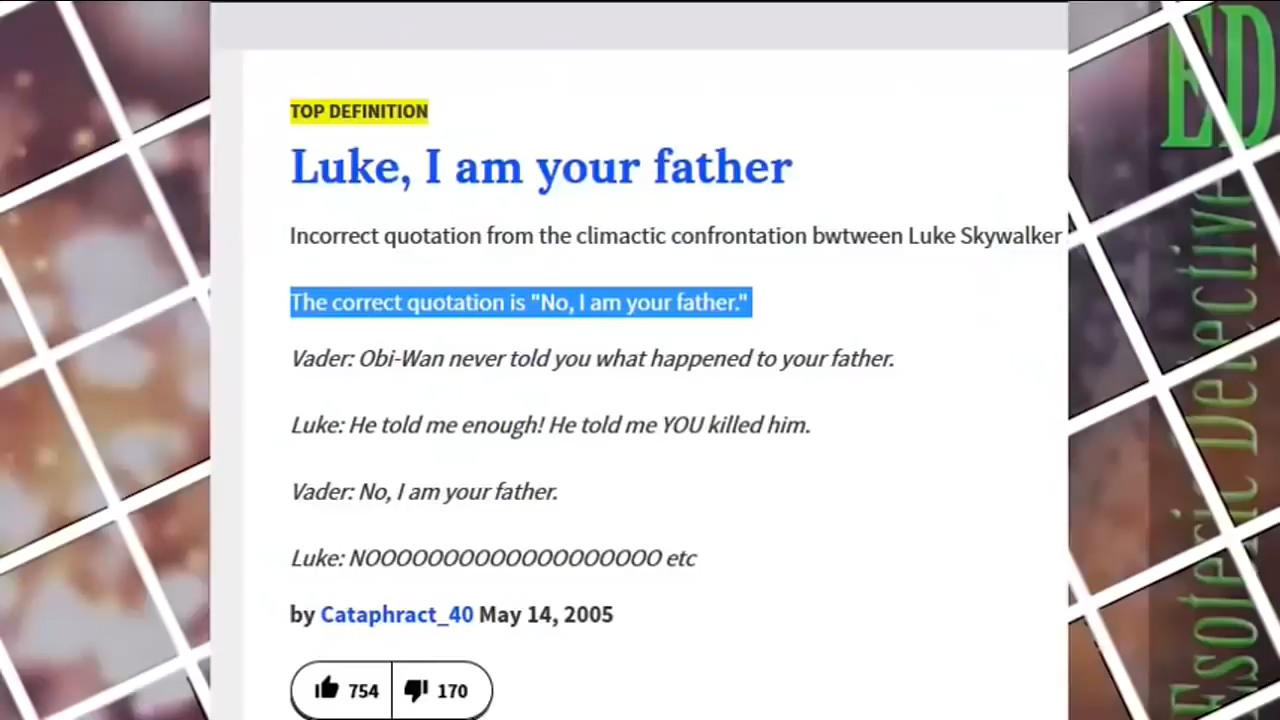 TOP DEFINITION
Luke, I am your father
Incorrect quotation from the climactic confrontation bwtween Luke Skywalker
The correct quotation is "No, I am your father."
Vader: Obi-Wan never told you what happened to your father.
Luke: He told me enough! He told me YOU killed him.
Vader: No, I am your father.
Luke: NOOOOOOOOOOOOOOOOOOO etc
by Cataphract_40 May 14, 2005
754 170
ED
Esoteric Detective